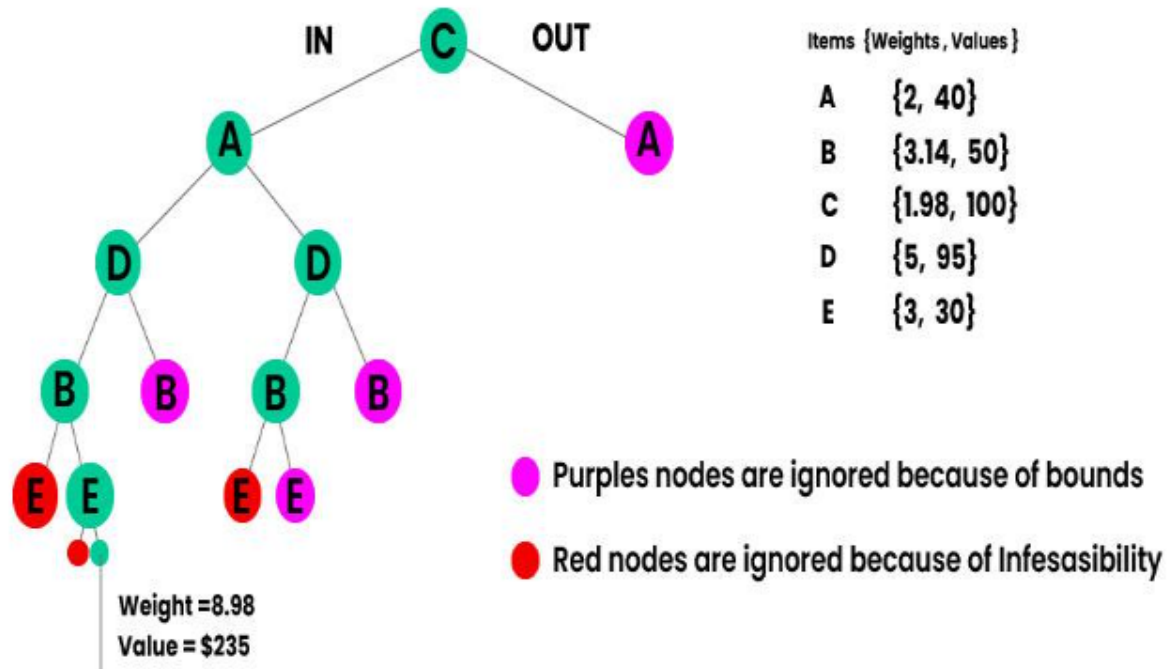 IN
OUT
C
A
A
D
D
B
B
B
B
E
E
E
E
Weight =8.98
Value = $235
Items {Weights, Values }
A {2, 40}
B {3.14, 50}
C {1.98, 100}
D {5, 95}
E {3, 30}
Purples nodes are ignored because of bounds
Red nodes are ignored because of Infesasibility